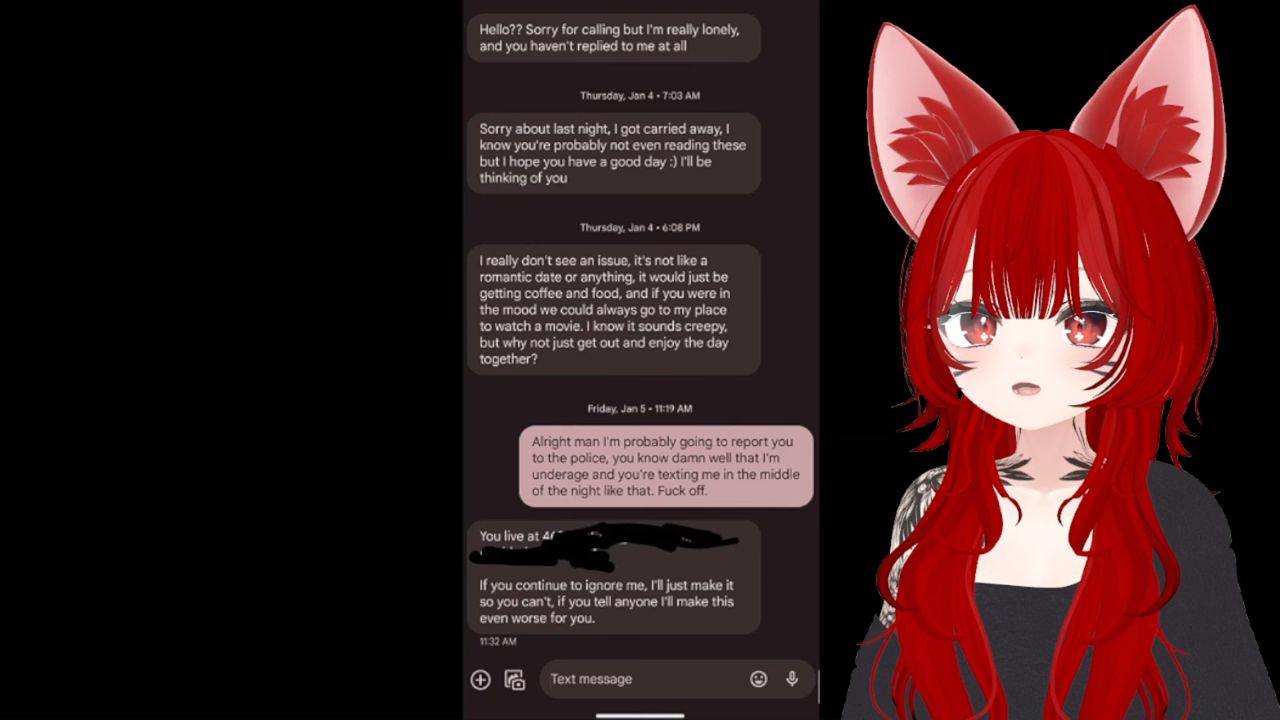 Hello?? Sorry for calling but I'm really lonely,
and you haven't replied to me at all
Thursday, Jan 4 • 7:03 AM
Sorry about last night, I got carried away, I
know you're probably not even reading these
but I hope you have a good day :) I'll be
thinking of you
Thursday, Jan 4 • 6:08 PM
I really don't see an issue, it's not like a
romantic date or anything, it would just be
getting coffee and food, and if you were in
the mood we could always go to my place
to watch a movie. I know it sounds creepy,
but why not just get out and enjoy the day
together?
Friday, Jan 5 • 11:19 AM
Alright man I'm probably going to report you
to the police, you know damn well that I'm
underage and you're texting me in the middle
of the night like that. Fuck off.
You live at
If you continue to ignore me, I'll just make it
so you can't, if you tell anyone I'll make this
even worse for you.
11:32 AM
Text message